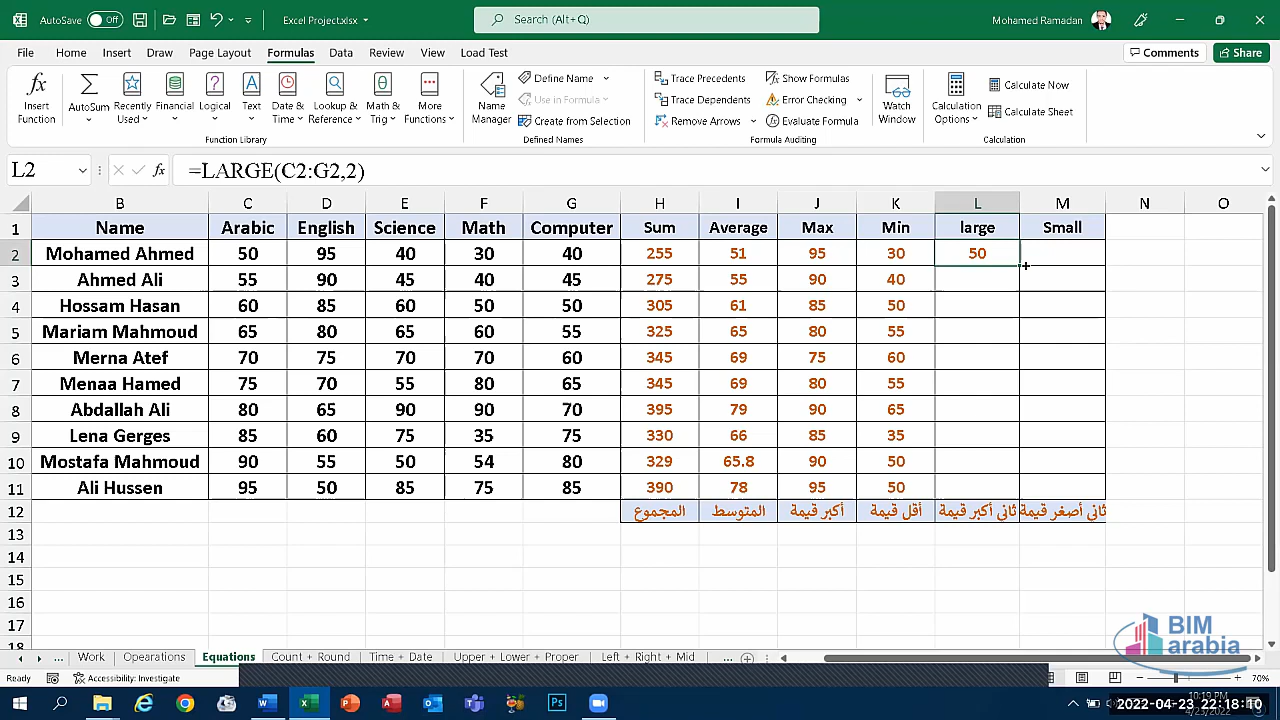 AutoSave Off Excel Project.xlsx Search (Alt+Q) Mohamed Ramadan
File Home Insert Draw Page Layout Formulas Data Review View Load Test Comments Share
Insert Function AutoSum Recently Used Financial Logical Text Date & Time Lookup & Reference Math & Trig More Functions Name Manager Define Name Use in Formula Create from Selection Trace Precedents Trace Dependents Remove Arrows Show Formulas Error Checking Evaluate Formula Watch Window Calculation Options Calculate Now Calculate Sheet
Function Library Defined Names Formula Auditing Calculation
L2 fx =LARGE(C2:G2,2)
B C D E F G H I J K L M N O
1 Name Arabic English Science Math Computer Sum Average Max Min large Small
2 Mohamed Ahmed 50 95 40 30 40 255 51 95 30 50
3 Ahmed Ali 55 90 45 40 45 275 55 90 40
4 Hossam Hasan 60 85 60 50 50 305 61 85 50
5 Mariam Mahmoud 65 80 65 60 55 325 65 80 55
6 Merna Atef 70 75 70 70 60 345 69 75 60
7 Menaa Hamed 75 70 55 80 65 345 69 80 55
8 Abdallah Ali 80 65 90 90 70 395 79 90 65
9 Lena Gerges 85 60 75 35 75 330 66 85 35
10 Mostafa Mahmoud 90 55 50 54 80 329 65.8 90 50
11 Ali Hussen 95 50 85 75 85 390 78 95 50
12 المجموع المتوسط أكبر قيمة أقل قيمة ثاني أكبر قيمة ثاني أصغر قيمة
13
14
15
16
17
18
BIM arabia
... Work Opearations Equations Count + Round Time + Date Upper + Lower + Proper Left + Right + Mid ...
Ready Accessibility: Investigate 70%
10:19 PM
2022-04-23 22:18:10
4/23/2022